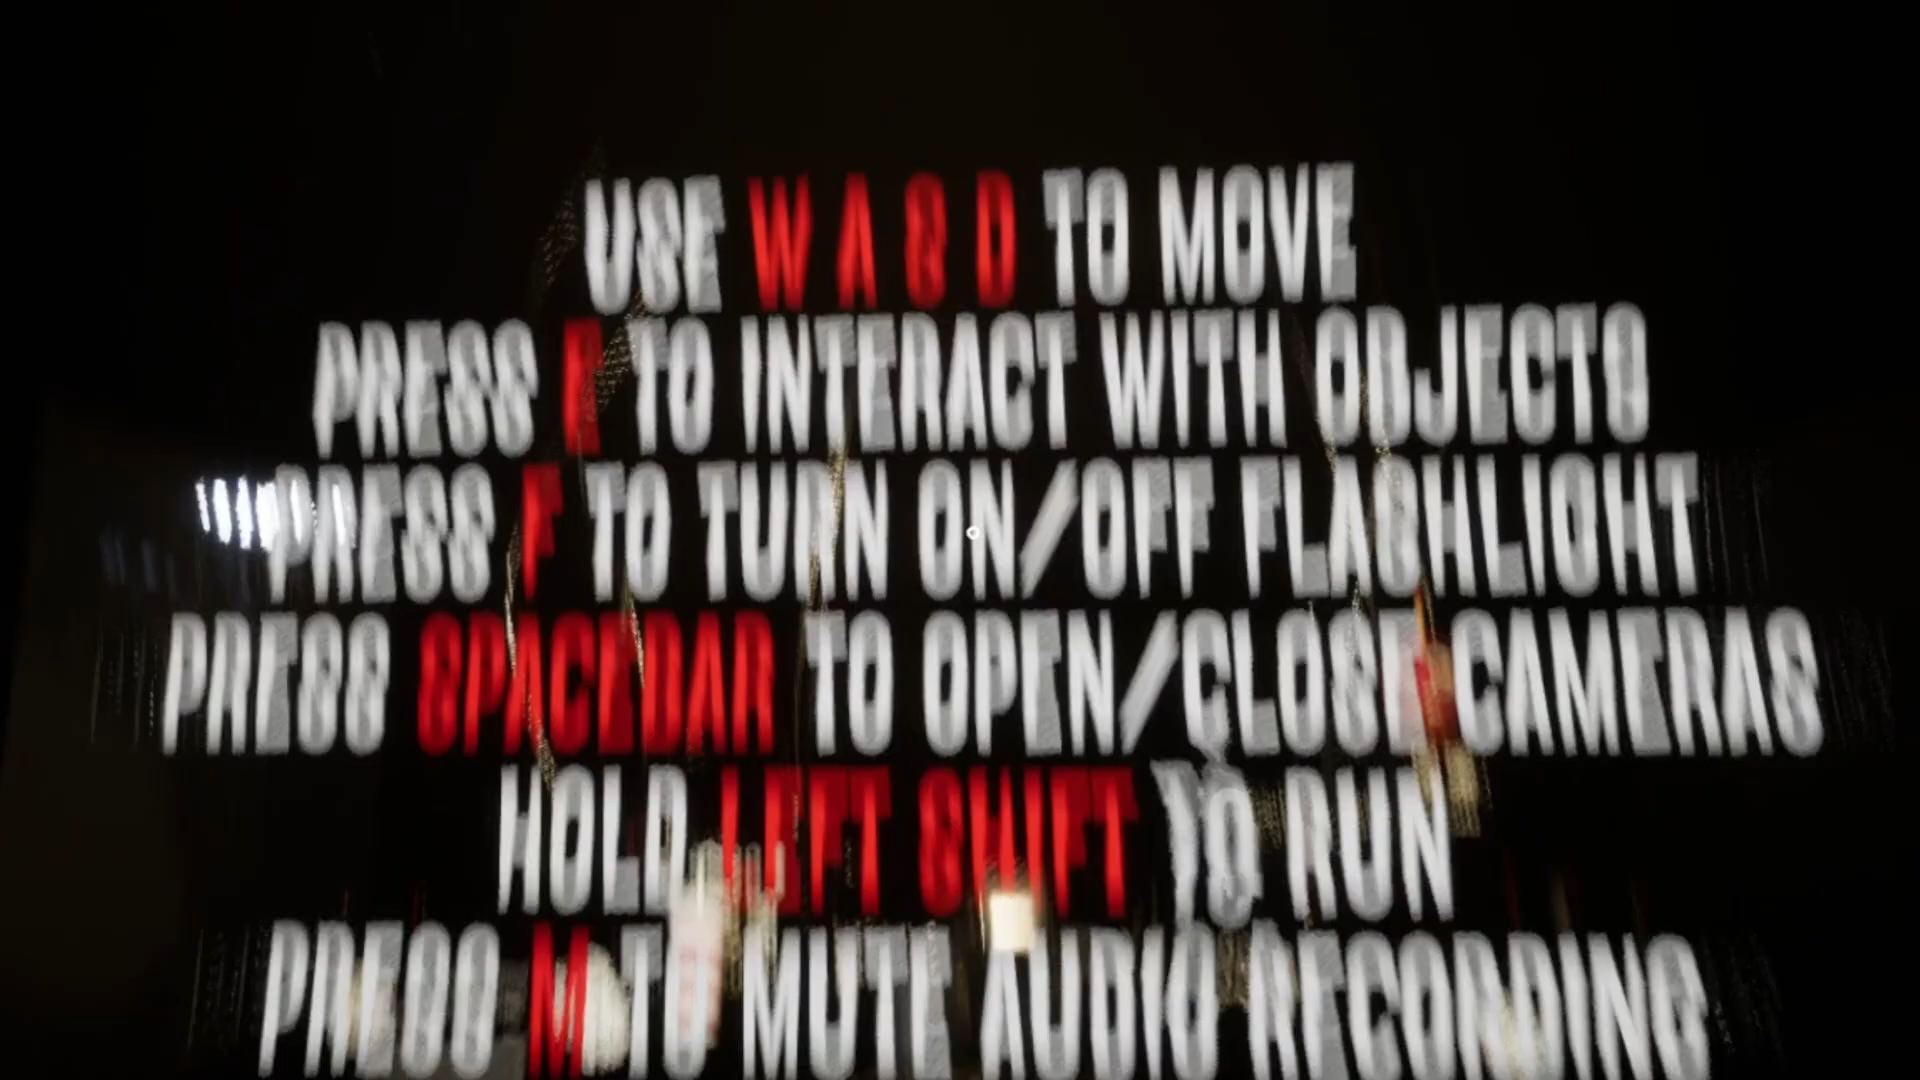 USE W A S D TO MOVE
PRESS TO INTERACT WITH OBJECTS
PRESS F TO TURN ON/OFF FLASHLIGHT
PRESS SPACEBAR TO OPEN/CLOSE CAMERAS
HOLD LEFT SHIFT TO RUN
PRESS M TO MUTE AUDIO RECORDING